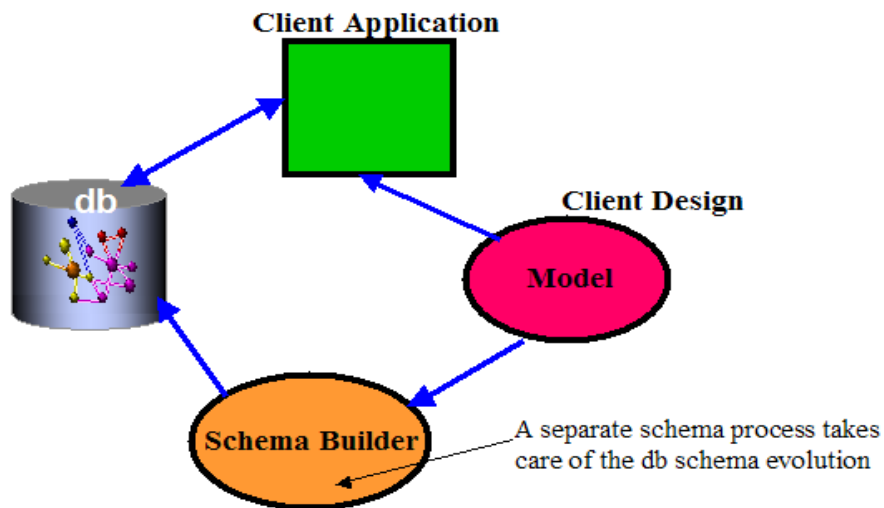 Client Application
db
Client Design
Model
Schema Builder
A separate schema process takes
care of the db schema evolution